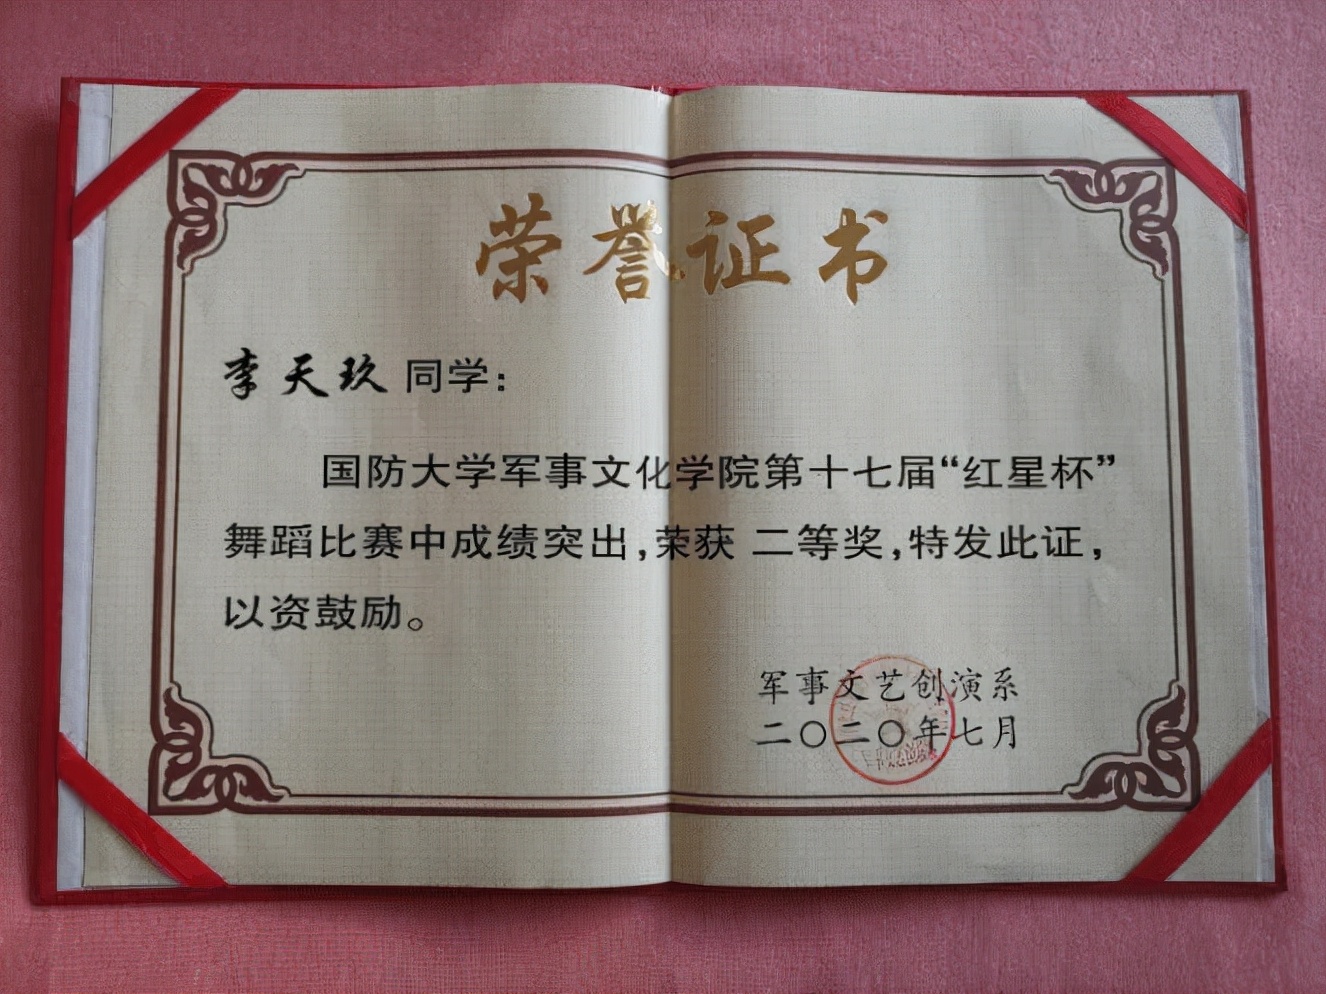 荣誉证书
李天玖 同学：
国防大学军事文化学院第十七届“红星杯”
舞蹈比赛中成绩突出，荣获 二等奖，特发此证，
以资鼓励。
军事文艺创演系
二〇二〇年七月